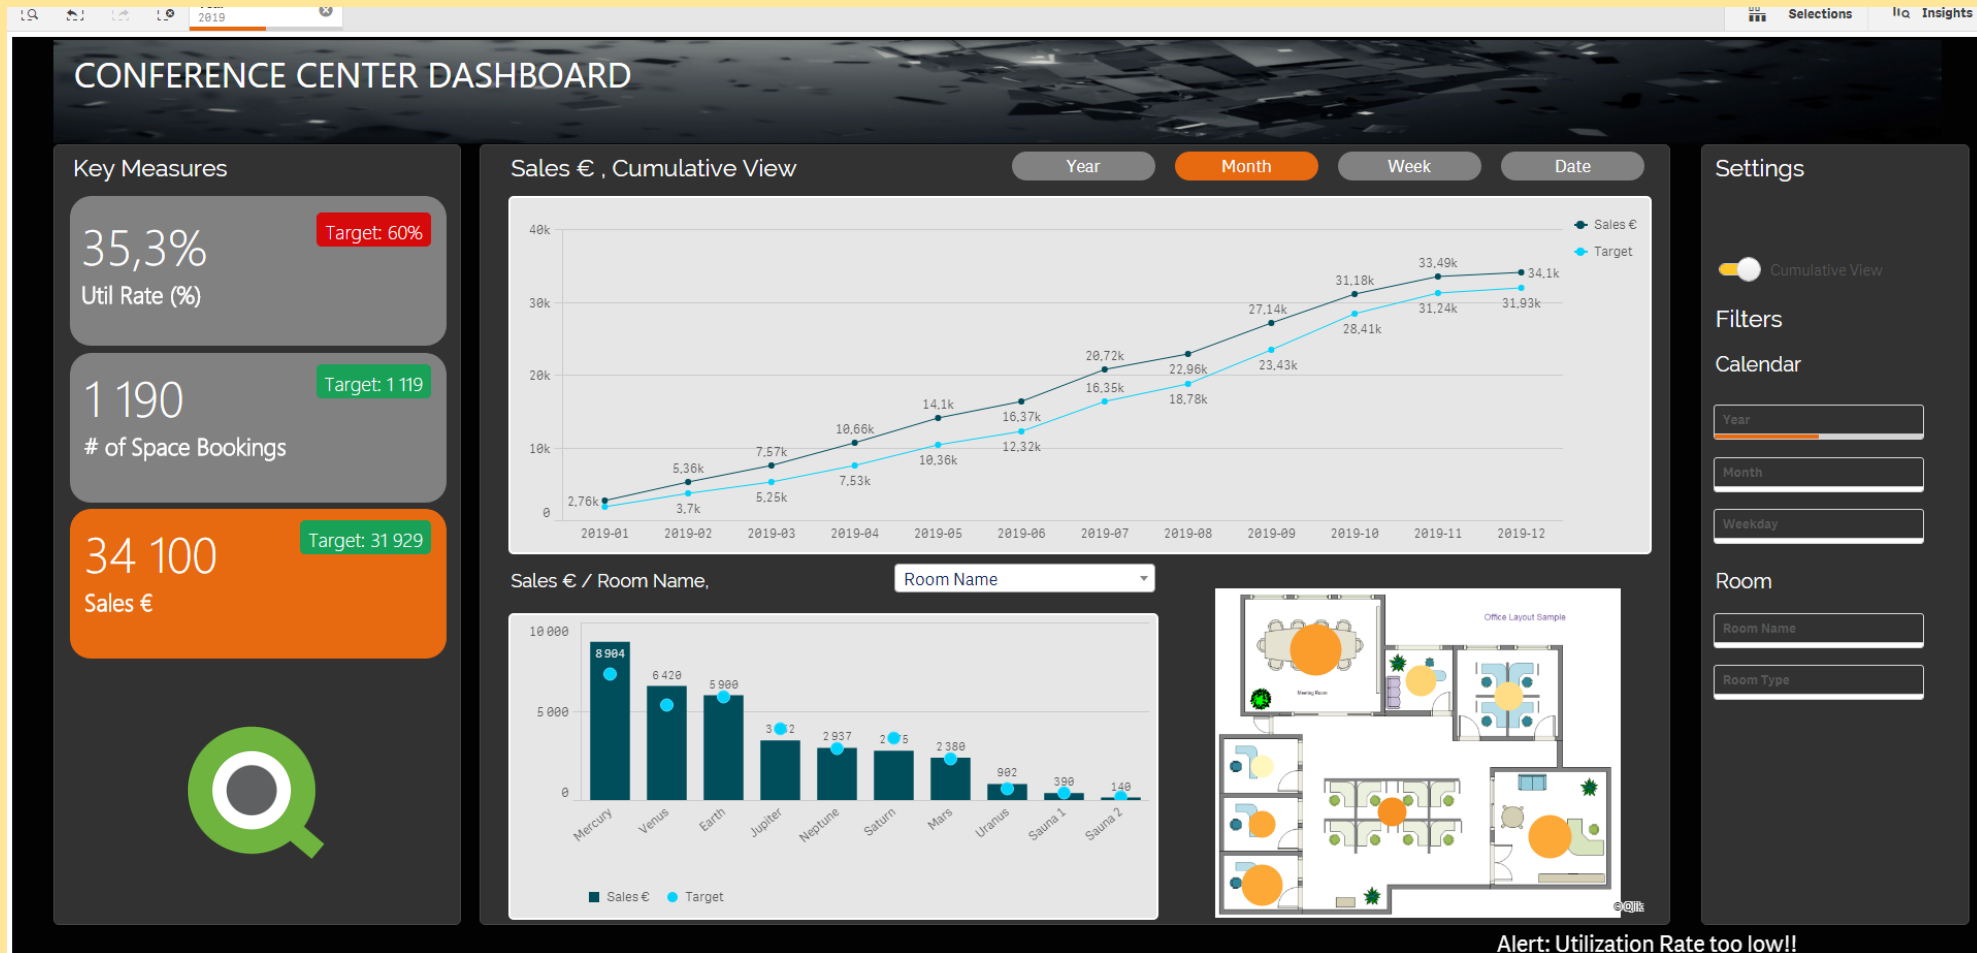 2019
Selections
Insights
CONFERENCE CENTER DASHBOARD
Key Measures
35,3%
Target: 60%
Util Rate (%)
1 190
Target: 1 119
# of Space Bookings
34 100
Target: 31 929
Sales €
Sales € , Cumulative View
Year
Month
Week
Date
40k
30k
20k
10k
0
2,76k
5,36k
7,57k
10,66k
14,1k
16,37k
20,72k
22,96k
27,14k
31,18k
33,49k
34,1k
3,7k
5,25k
7,53k
10,36k
12,32k
16,35k
18,78k
23,43k
28,41k
31,24k
31,93k
2019-01
2019-02
2019-03
2019-04
2019-05
2019-06
2019-07
2019-08
2019-09
2019-10
2019-11
2019-12
Sales €
Target
Sales € / Room Name,
Room Name
10 000
5 000
0
8 904
6 420
5 900
2 937
2 380
902
390
140
Mercury
Venus
Earth
Jupiter
Neptune
Saturn
Mars
Uranus
Sauna 1
Sauna 2
Sales €
Target
Office Layout Sample
Meeting Room
© Qlik
Settings
Cumulative View
Filters
Calendar
Year
Month
Weekday
Room
Room Name
Room Type
Alert: Utilization Rate too low!!